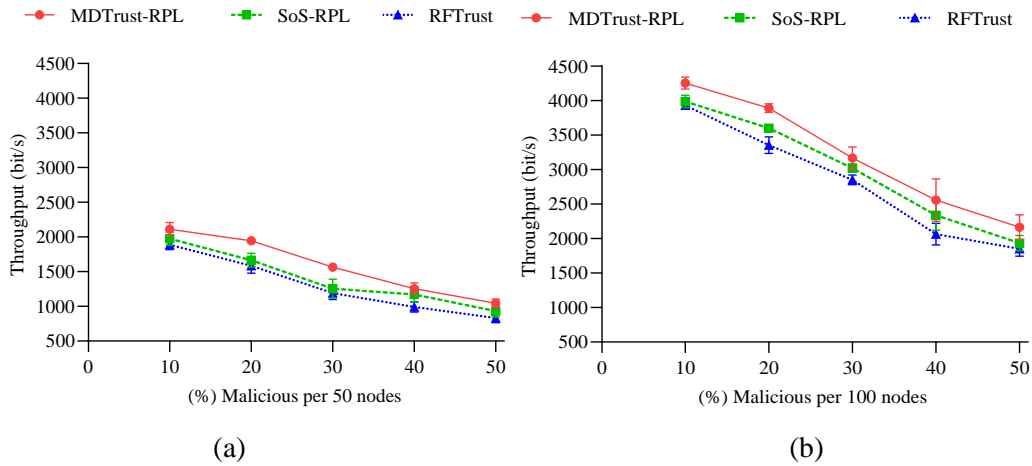 MDTrust-RPL SoS-RPL RFTrust MDTrust-RPL SoS-RPL RFTrust
Throughput (bit/s)
4500
4000
3500
3000
2500
2000
1500
1000
500
0 10 20 30 40 50
(%) Malicious per 50 nodes
(a)
Throughput (bit/s)
4500
4000
3500
3000
2500
2000
1500
1000
500
0 10 20 30 40 50
(%) Malicious per 100 nodes
(b)